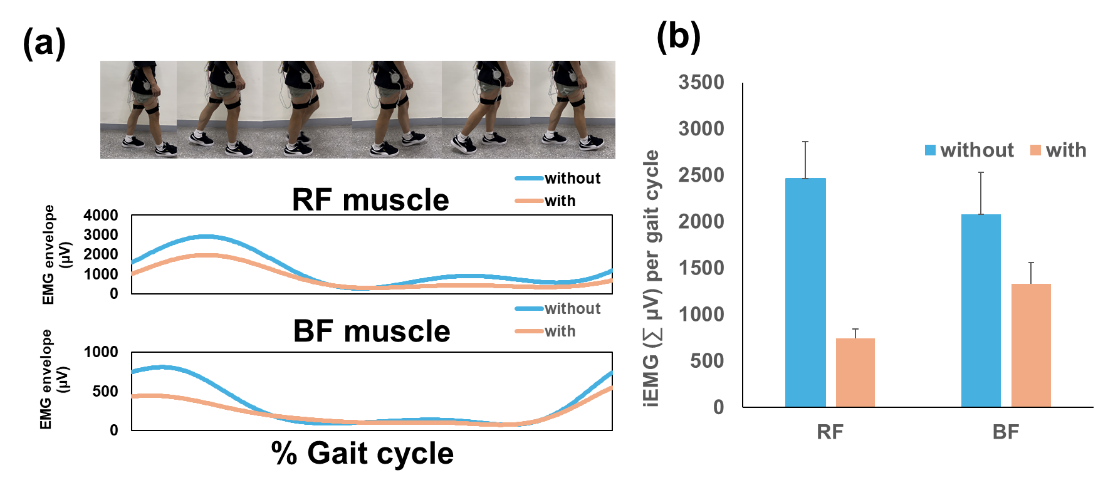 (a)
RF muscle
without
with
EMG envelope
(µV)
4000
3000
2000
1000
0
BF muscle
without
with
EMG envelope
(µV)
1000
500
0
% Gait cycle
(b)
iEMG (∑ µV) per gait cycle
3500
3000
2500
2000
1500
1000
500
0
without with
RF BF